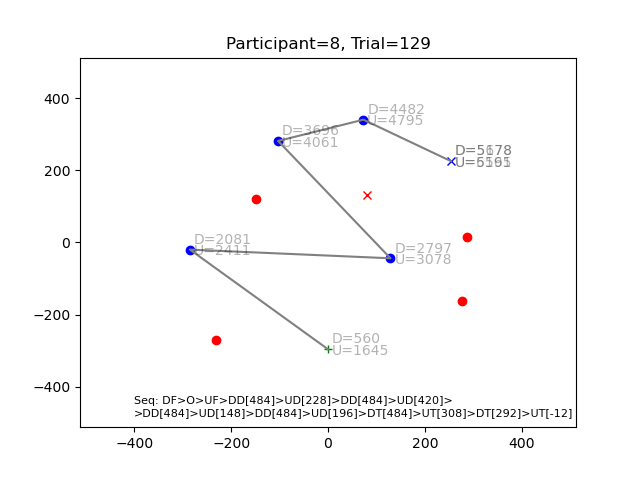 Participant=8, Trial=129
400
200
0
−200
−400
−400
−200
0
200
400
D=4482
U=4795
D=3696
U=4061
D=2081
U=2411
D=2797
U=3078
D=560
U=1645
Seq: DF>O>UF>DD[484]>UD[228]>DD[484]>UD[420]>
>DD[484]>UD[148]>DD[484]>UD[196]>DT[484]>UT[308]>DT[292]>UT[-12]